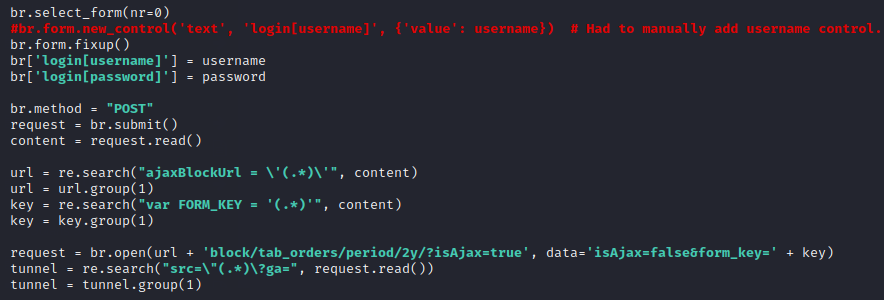 br.select_form(nr=0)
#br.form.new_control('text', 'login[username]', {'value': username})  # Had to manually add username control.
br.form.fixup()
br['login[username]'] = username
br['login[password]'] = password

br.method = "POST"
request = br.submit()
content = request.read()

url = re.search("ajaxBlockUrl = \'(.*)\'", content)
url = url.group(1)
key = re.search("var FORM_KEY = '(.*)'", content)
key = key.group(1)

request = br.open(url + 'block/tab_orders/period/2y/?isAjax=true', data='isAjax=false&form_key=' + key)
tunnel = re.search("src=\"(.*)\?ga=", request.read())
tunnel = tunnel.group(1)